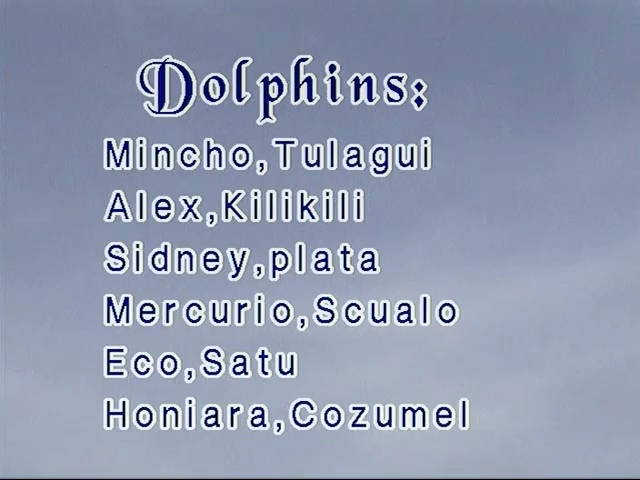 Dolphins:
Mincho,Tulagui
Alex,Kilikili
Sidney,plata
Mercurio,Scualo
Eco,Satu
Honiara,Cozumel